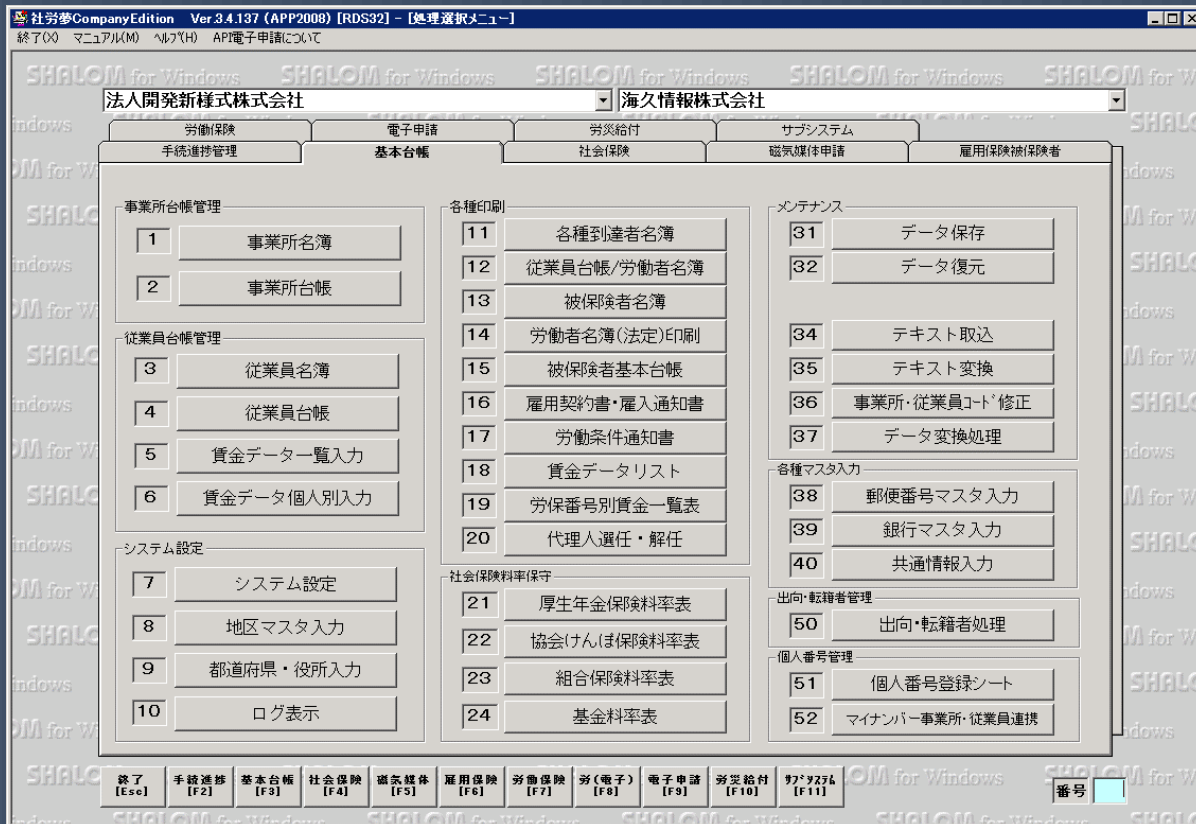 社労夢CompanyEdition Ver.3.4.137 (APP2008) [RDS32] - [処理選択メニュー]
終了(X) マニュアル(M) ヘルプ(H) API電子申請について
SHALOM for Windows SHALOM for Windows SHALOM for Windows SHALOM for Windows SHALOM for W
法人開発新様式株式会社 海久情報株式会社
労働保険 電子申請 労災給付 サブシステム
手続進捗管理 基本台帳 社会保険 磁気媒体申請 雇用保険被保険者
事業所台帳管理
1 事業所名簿
2 事業所台帳
従業員台帳管理
3 従業員名簿
4 従業員台帳
5 賃金データ一覧入力
6 賃金データ個人別入力
システム設定
7 システム設定
8 地区マスタ入力
9 都道府県・役所入力
10 ログ表示
各種印刷
11 各種到達者名簿
12 従業員台帳/労働者名簿
13 被保険者名簿
14 労働者名簿(法定)印刷
15 被保険者基本台帳
16 雇用契約書・雇入通知書
17 労働条件通知書
18 賃金データリスト
19 労保番号別賃金一覧表
20 代理人選任・解任
社会保険料率保守
21 厚生年金保険料率表
22 協会けんぽ保険料率表
23 組合保険料率表
24 基金料率表
メンテナンス
31 データ保存
32 データ復元
34 テキスト取込
35 テキスト変換
36 事業所・従業員コード修正
37 データ変換処理
各種マスタ入力
38 郵便番号マスタ入力
39 銀行マスタ入力
40 共通情報入力
出向・転籍者管理
50 出向・転籍者処理
個人番号管理
51 個人番号登録シート
52 マイナンバー事業所・従業員連携
終了 [Esc] 手続進捗 [F2] 基本台帳 [F3] 社会保険 [F4] 磁気媒体 [F5] 雇用保険 [F6] 労働保険 [F7] 労(電子) [F8] 電子申請 [F9] 労災給付 [F10] サブシステム [F11]
番号